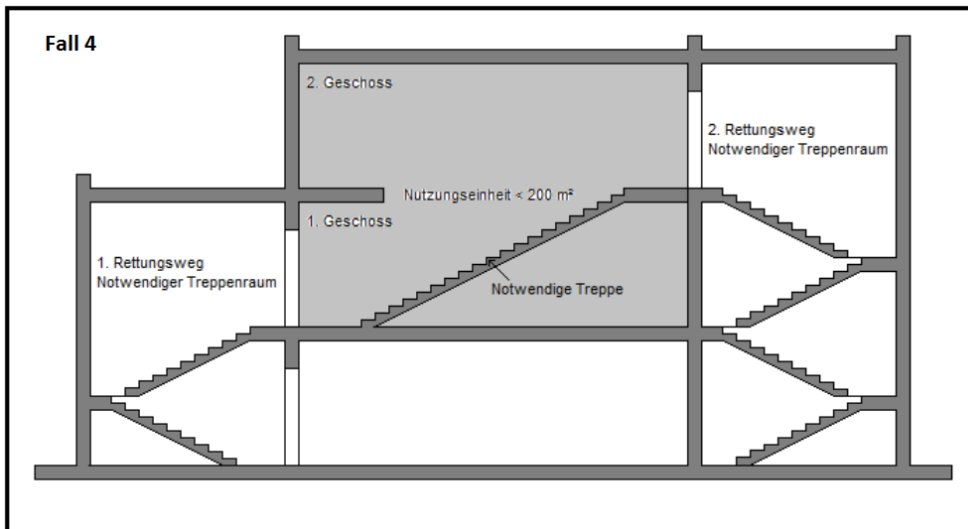 Fall 4
2. Geschoss
2. Rettungsweg
Notwendiger Treppenraum
Nutzungseinheit < 200 m²
1. Geschoss
1. Rettungsweg
Notwendiger Treppenraum
Notwendige Treppe